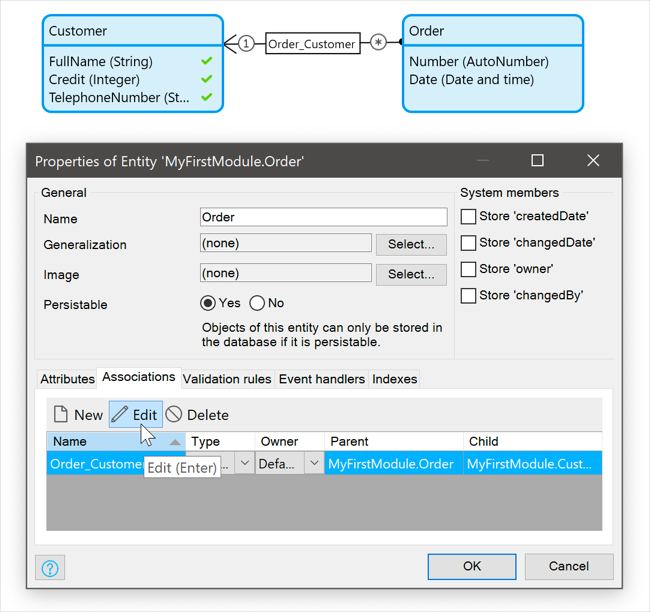 Customer
Order
FullName (String)
Credit (Integer)
TelephoneNumber (St...
1
Order_Customer
*
Number (AutoNumber)
Date (Date and time)
Properties of Entity 'MyFirstModule.Order'
General
System members
Name
Order
Store 'createdDate'
Generalization
(none)
Select...
Store 'changedDate'
Image
(none)
Select...
Store 'owner'
Persistable
Yes
No
Store 'changedBy'
Objects of this entity can only be stored in
the database if it is persistable.
Attributes Associations Validation rules Event handlers Indexes
New Edit Delete
Name Type Owner Parent Child
Order_Custome ... Defa... MyFirstModule.Order MyFirstModule.Cust...
Edit (Enter)
?
OK
Cancel